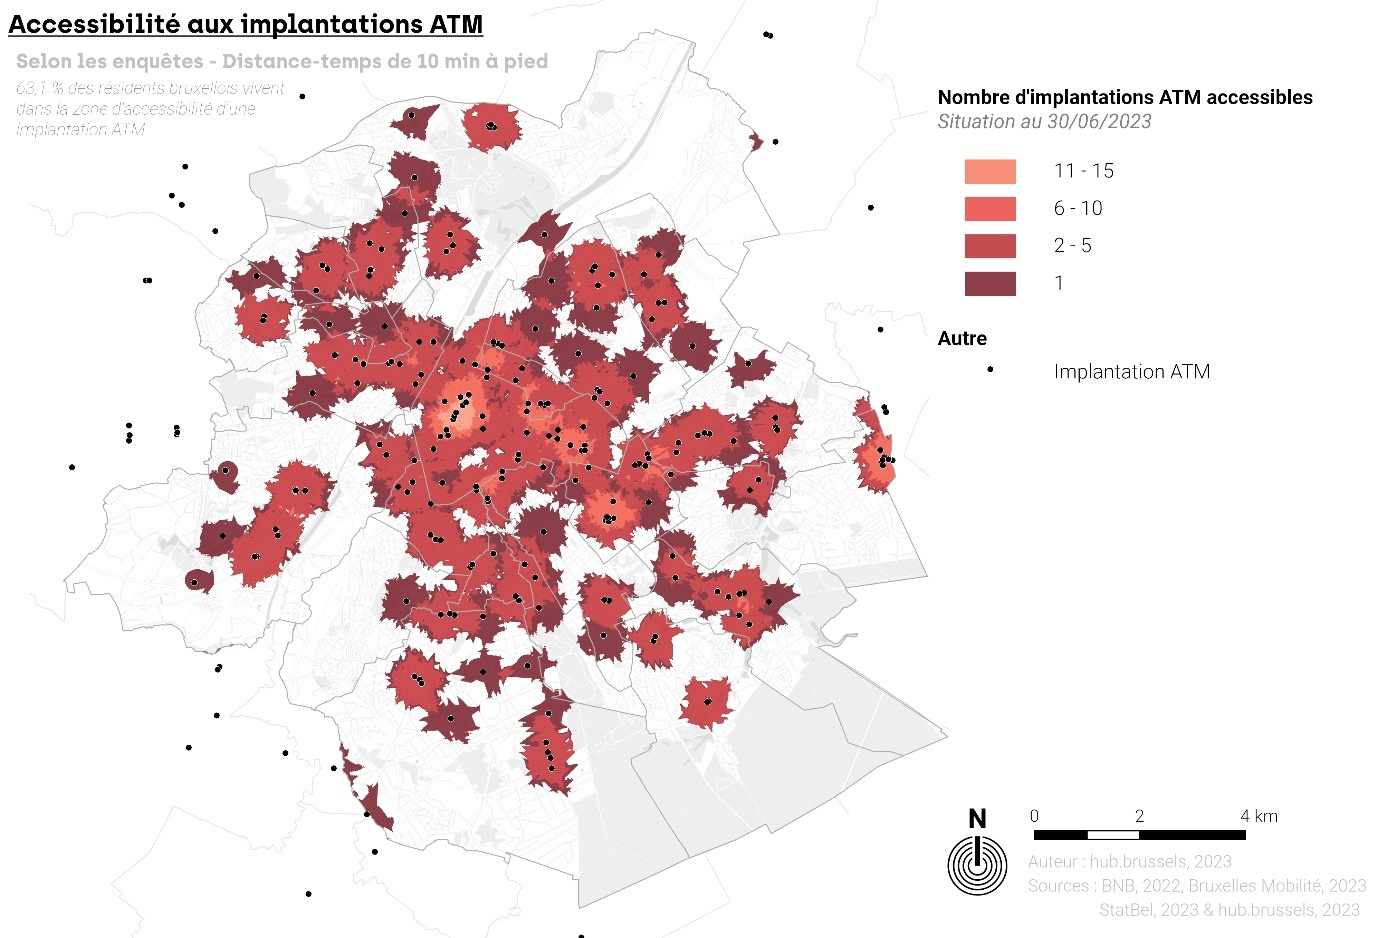 Accessibilité aux implantations ATM
Selon les enquêtes - Distance-temps de 10 min à pied
63,1 % des résidents bruxellois vivent
dans la zone d'accessibilité d'une
implantation ATM
Nombre d'implantations ATM accessibles
Situation au 30/06/2023
11 - 15
6 - 10
2 - 5
1
Autre
Implantation ATM
N
0 2 4 km
Auteur : hub.brussels, 2023
Sources : BNB, 2022, Bruxelles Mobilité, 2023
StatBel, 2023 & hub.brussels, 2023